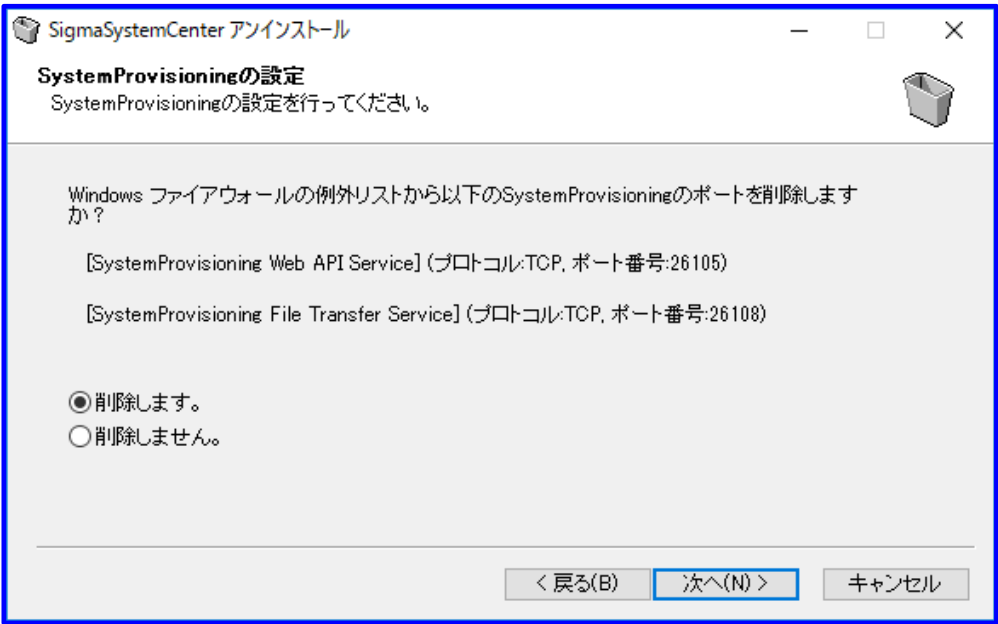 SigmaSystemCenter アンインストール
SystemProvisioningの設定
SystemProvisioningの設定を行ってください。
Windows ファイアウォールの例外リストから以下のSystemProvisioningのポートを削除します
か？
[SystemProvisioning Web API Service] (プロトコル:TCP, ポート番号:26105)
[SystemProvisioning File Transfer Service] (プロトコル:TCP, ポート番号:26108)
削除します。
削除しません。
< 戻る(B)
次へ(N) >
キャンセル